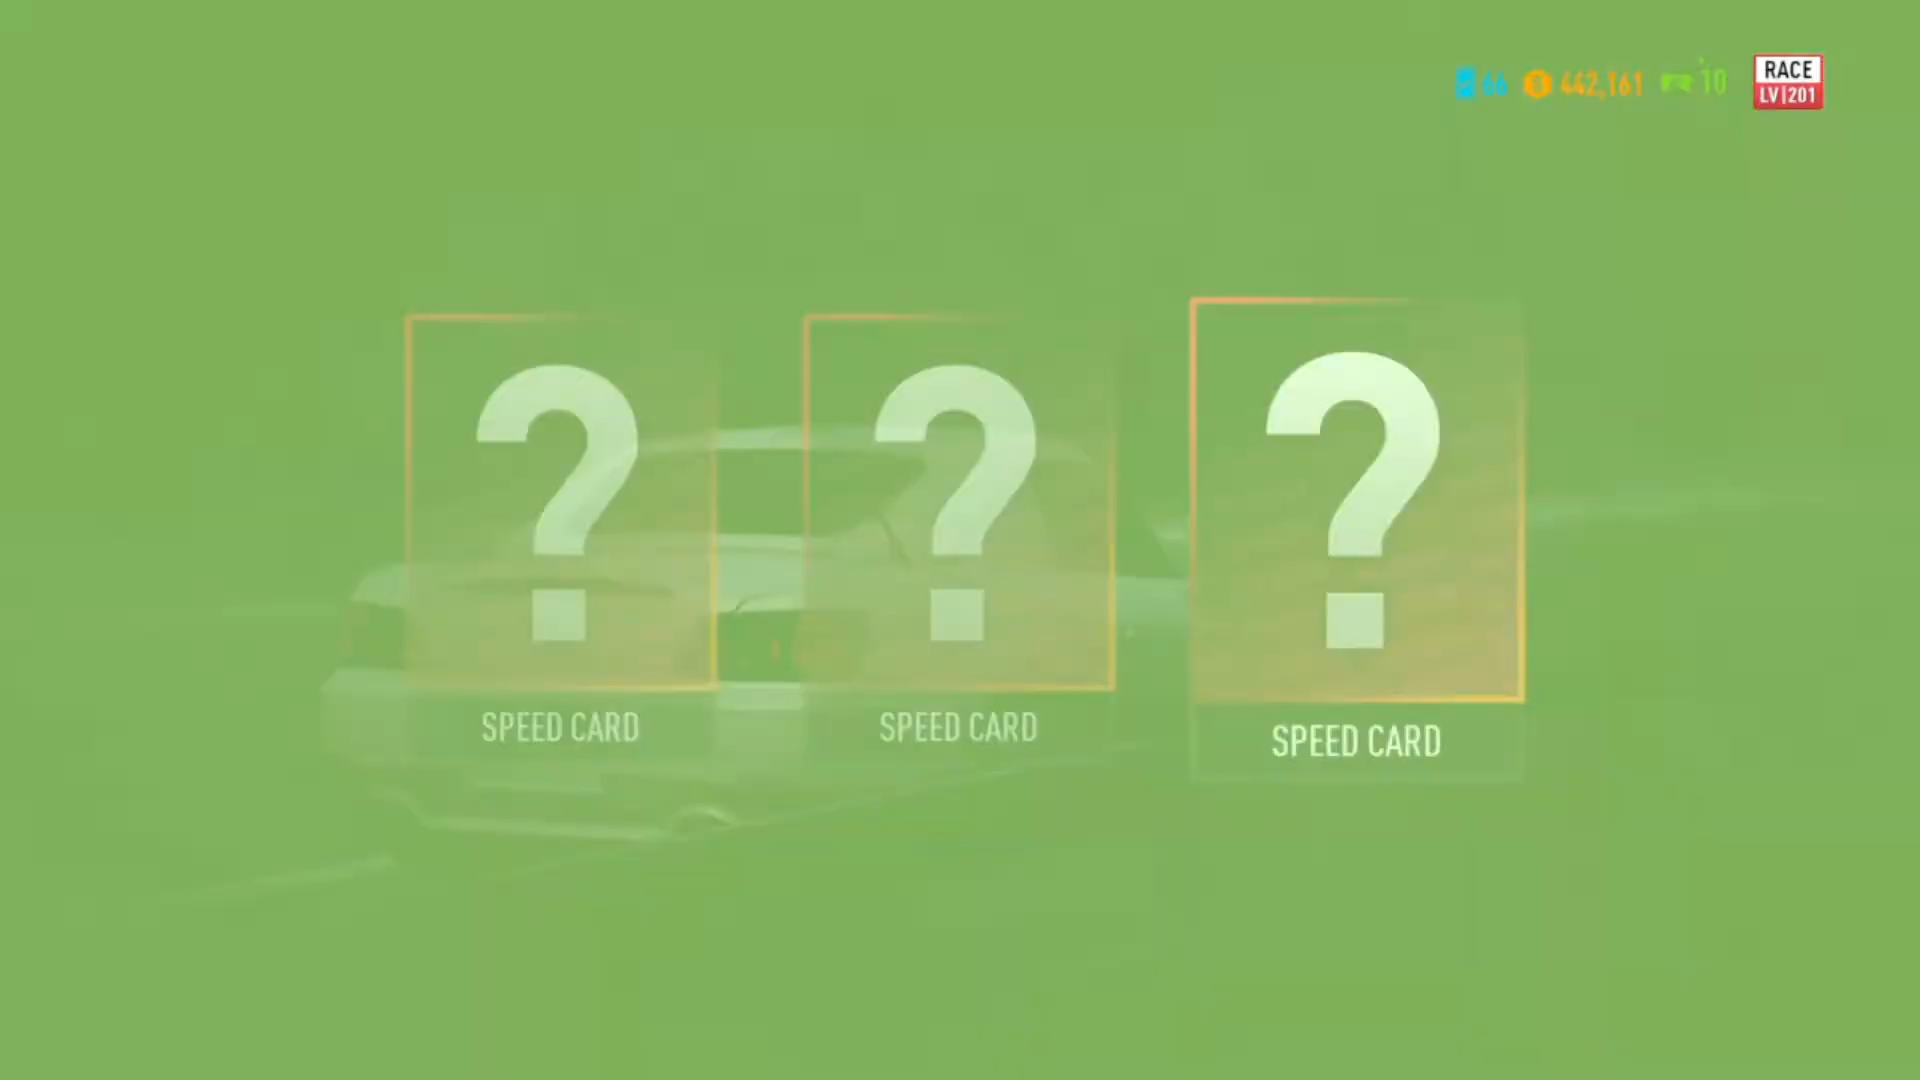 66 442,161 10 RACE
LV|201
? ? ?
SPEED CARD SPEED CARD SPEED CARD